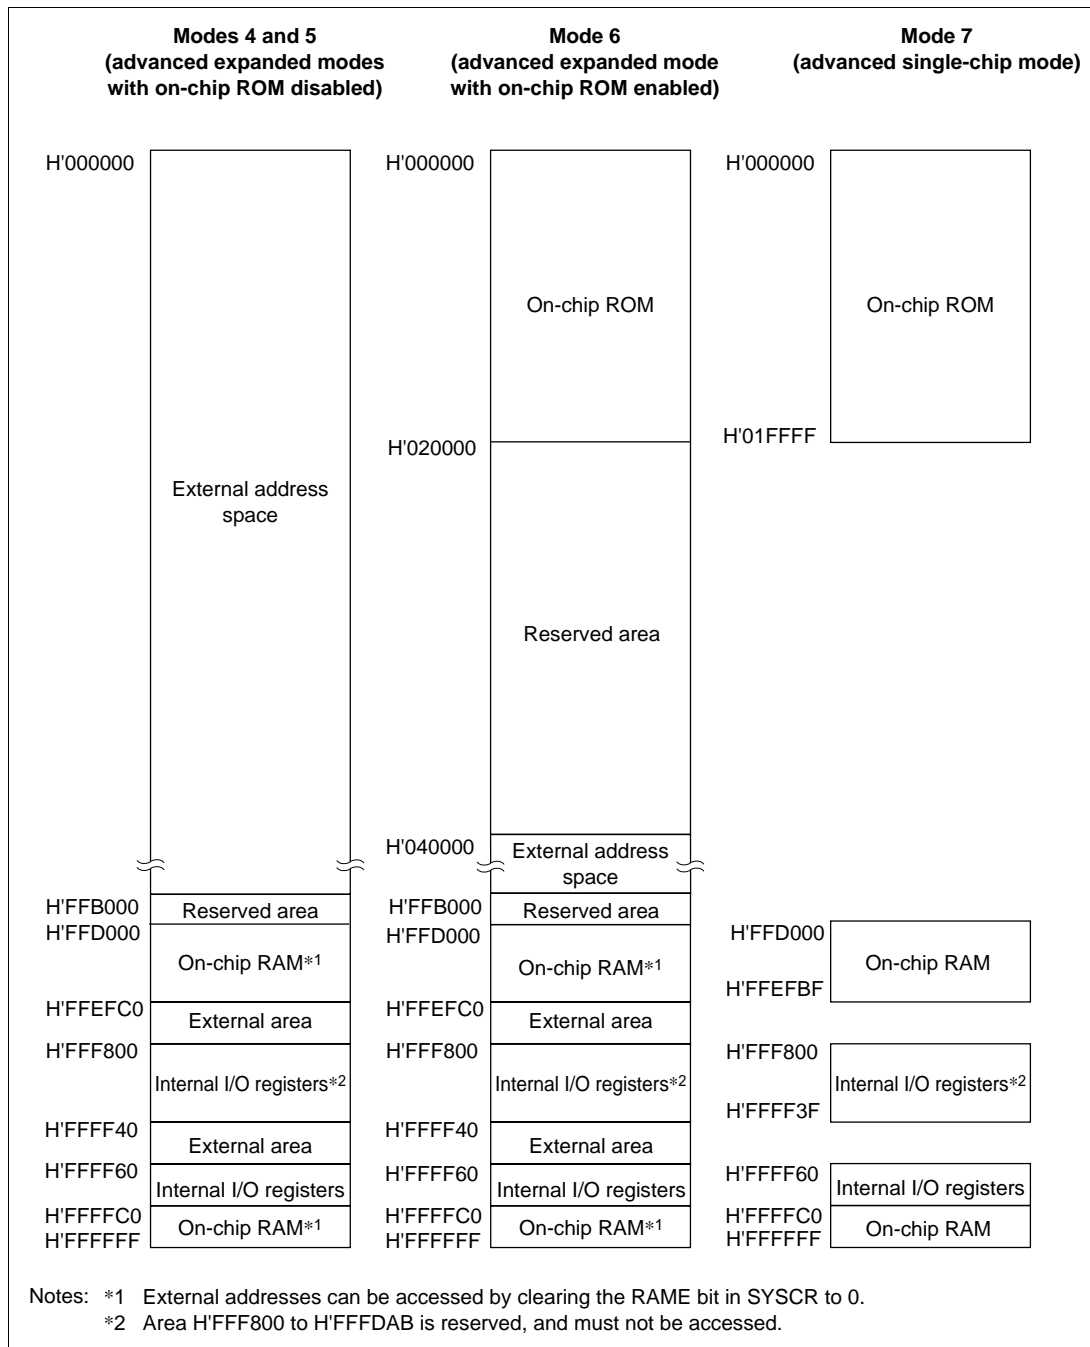 Modes 4 and 5
(advanced expanded modes
with on-chip ROM disabled)
Mode 6
(advanced expanded mode
with on-chip ROM enabled)
Mode 7
(advanced single-chip mode)
H'000000
External address
space
H'FFB000
Reserved area
H'FFD000
On-chip RAM*1
H'FFEFC0
External area
H'FFF800
Internal I/O registers*2
H'FFFF40
External area
H'FFFF60
Internal I/O registers
H'FFFFC0
On-chip RAM*1
H'FFFFFF
H'000000
On-chip ROM
H'020000
Reserved area
H'040000
External address
space
H'FFB000
Reserved area
H'FFD000
On-chip RAM*1
H'FFEFC0
External area
H'FFF800
Internal I/O registers*2
H'FFFF40
External area
H'FFFF60
Internal I/O registers
H'FFFFC0
On-chip RAM*1
H'FFFFFF
H'000000
On-chip ROM
H'01FFFF
H'FFD000
On-chip RAM
H'FFEFBF
H'FFF800
Internal I/O registers*2
H'FFFF3F
H'FFFF60
Internal I/O registers
H'FFFFC0
On-chip RAM
H'FFFFFF
Notes: *1 External addresses can be accessed by clearing the RAME bit in SYSCR to 0.
*2 Area H'FFF800 to H'FFFDAB is reserved, and must not be accessed.